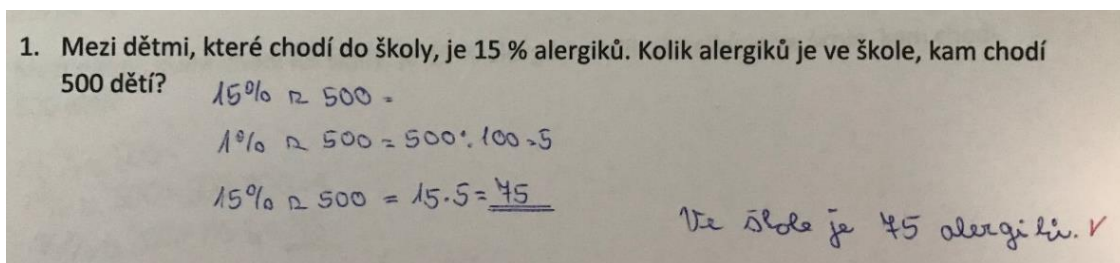 1. Mezi dětmi, které chodí do školy, je 15 % alergiků. Kolik alergiků je ve škole, kam chodí
500 dětí?
15% z 500 =
1% z 500 = 500 : 100 = 5
15% z 500 = 15 . 5 = 75
Ve škole je 75 alergiků. ✓